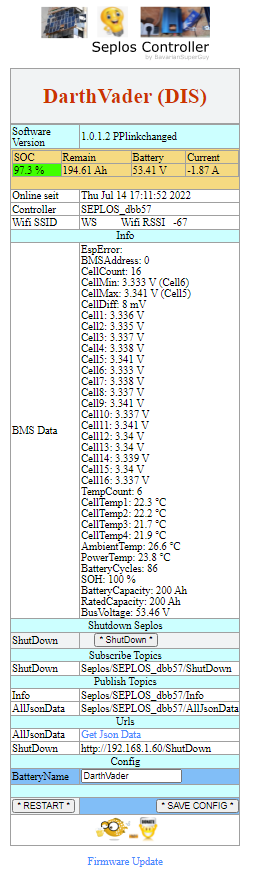 Seplos Controller
by BavarianSuperGuy
DarthVader (DIS)
Software Version 1.0.1.2 PPlinkchanged
SOC Remain Battery Current
97.3 % 194.61 Ah 53.41 V -1.87 A
Online seit Thu Jul 14 17:11:52 2022
Controller SEPLOS_dbb57
Wifi SSID WS Wifi RSSI -67
Info
BMS Data
EspError:
BMSAddress: 0
CellCount: 16
CellMin: 3.333 V (Cell6)
CellMax: 3.341 V (Cell5)
CellDiff: 8 mV
Cell1: 3.336 V
Cell2: 3.335 V
Cell3: 3.337 V
Cell4: 3.338 V
Cell5: 3.341 V
Cell6: 3.333 V
Cell7: 3.338 V
Cell8: 3.337 V
Cell9: 3.341 V
Cell10: 3.337 V
Cell11: 3.341 V
Cell12: 3.34 V
Cell13: 3.34 V
Cell14: 3.339 V
Cell15: 3.34 V
Cell16: 3.337 V
TempCount: 6
CellTemp1: 22.3 °C
CellTemp2: 22.2 °C
CellTemp3: 21.7 °C
CellTemp4: 21.9 °C
AmbientTemp: 26.6 °C
PowerTemp: 23.8 °C
BatteryCycles: 86
SOH: 100 %
BatteryCapacity: 200 Ah
RatedCapacity: 200 Ah
BusVoltage: 53.46 V
Shutdown Seplos
ShutDown * ShutDown *
Subscribe Topics
ShutDown Seplos/SEPLOS_dbb57/ShutDown
Publish Topics
Info Seplos/SEPLOS_dbb57/Info
AllJsonData Seplos/SEPLOS_dbb57/AllJsonData
Urls
AllJsonData Get Json Data
ShutDown http://192.168.1.60/ShutDown
Config
BatteryName DarthVader
* RESTART * * SAVE CONFIG *
Firmware Update